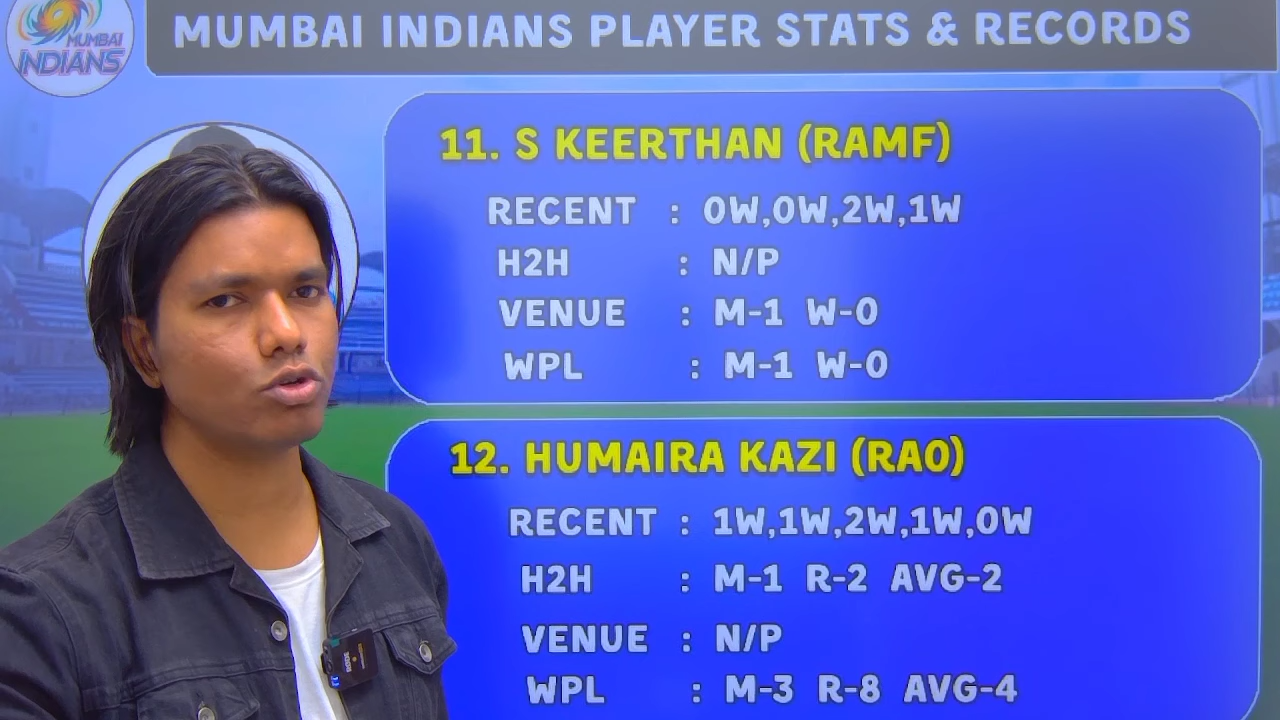 MUMBAI INDIANS
MUMBAI INDIANS PLAYER STATS & RECORDS
11. S KEERTHAN (RAMF)
RECENT : 0W,0W,2W,1W
H2H : N/P
VENUE : M-1 W-0
WPL : M-1 W-0
12. HUMAIRA KAZI (RAO)
RECENT : 1W,1W,2W,1W,0W
H2H : M-1 R-2 AVG-2
VENUE : N/P
WPL : M-3 R-8 AVG-4